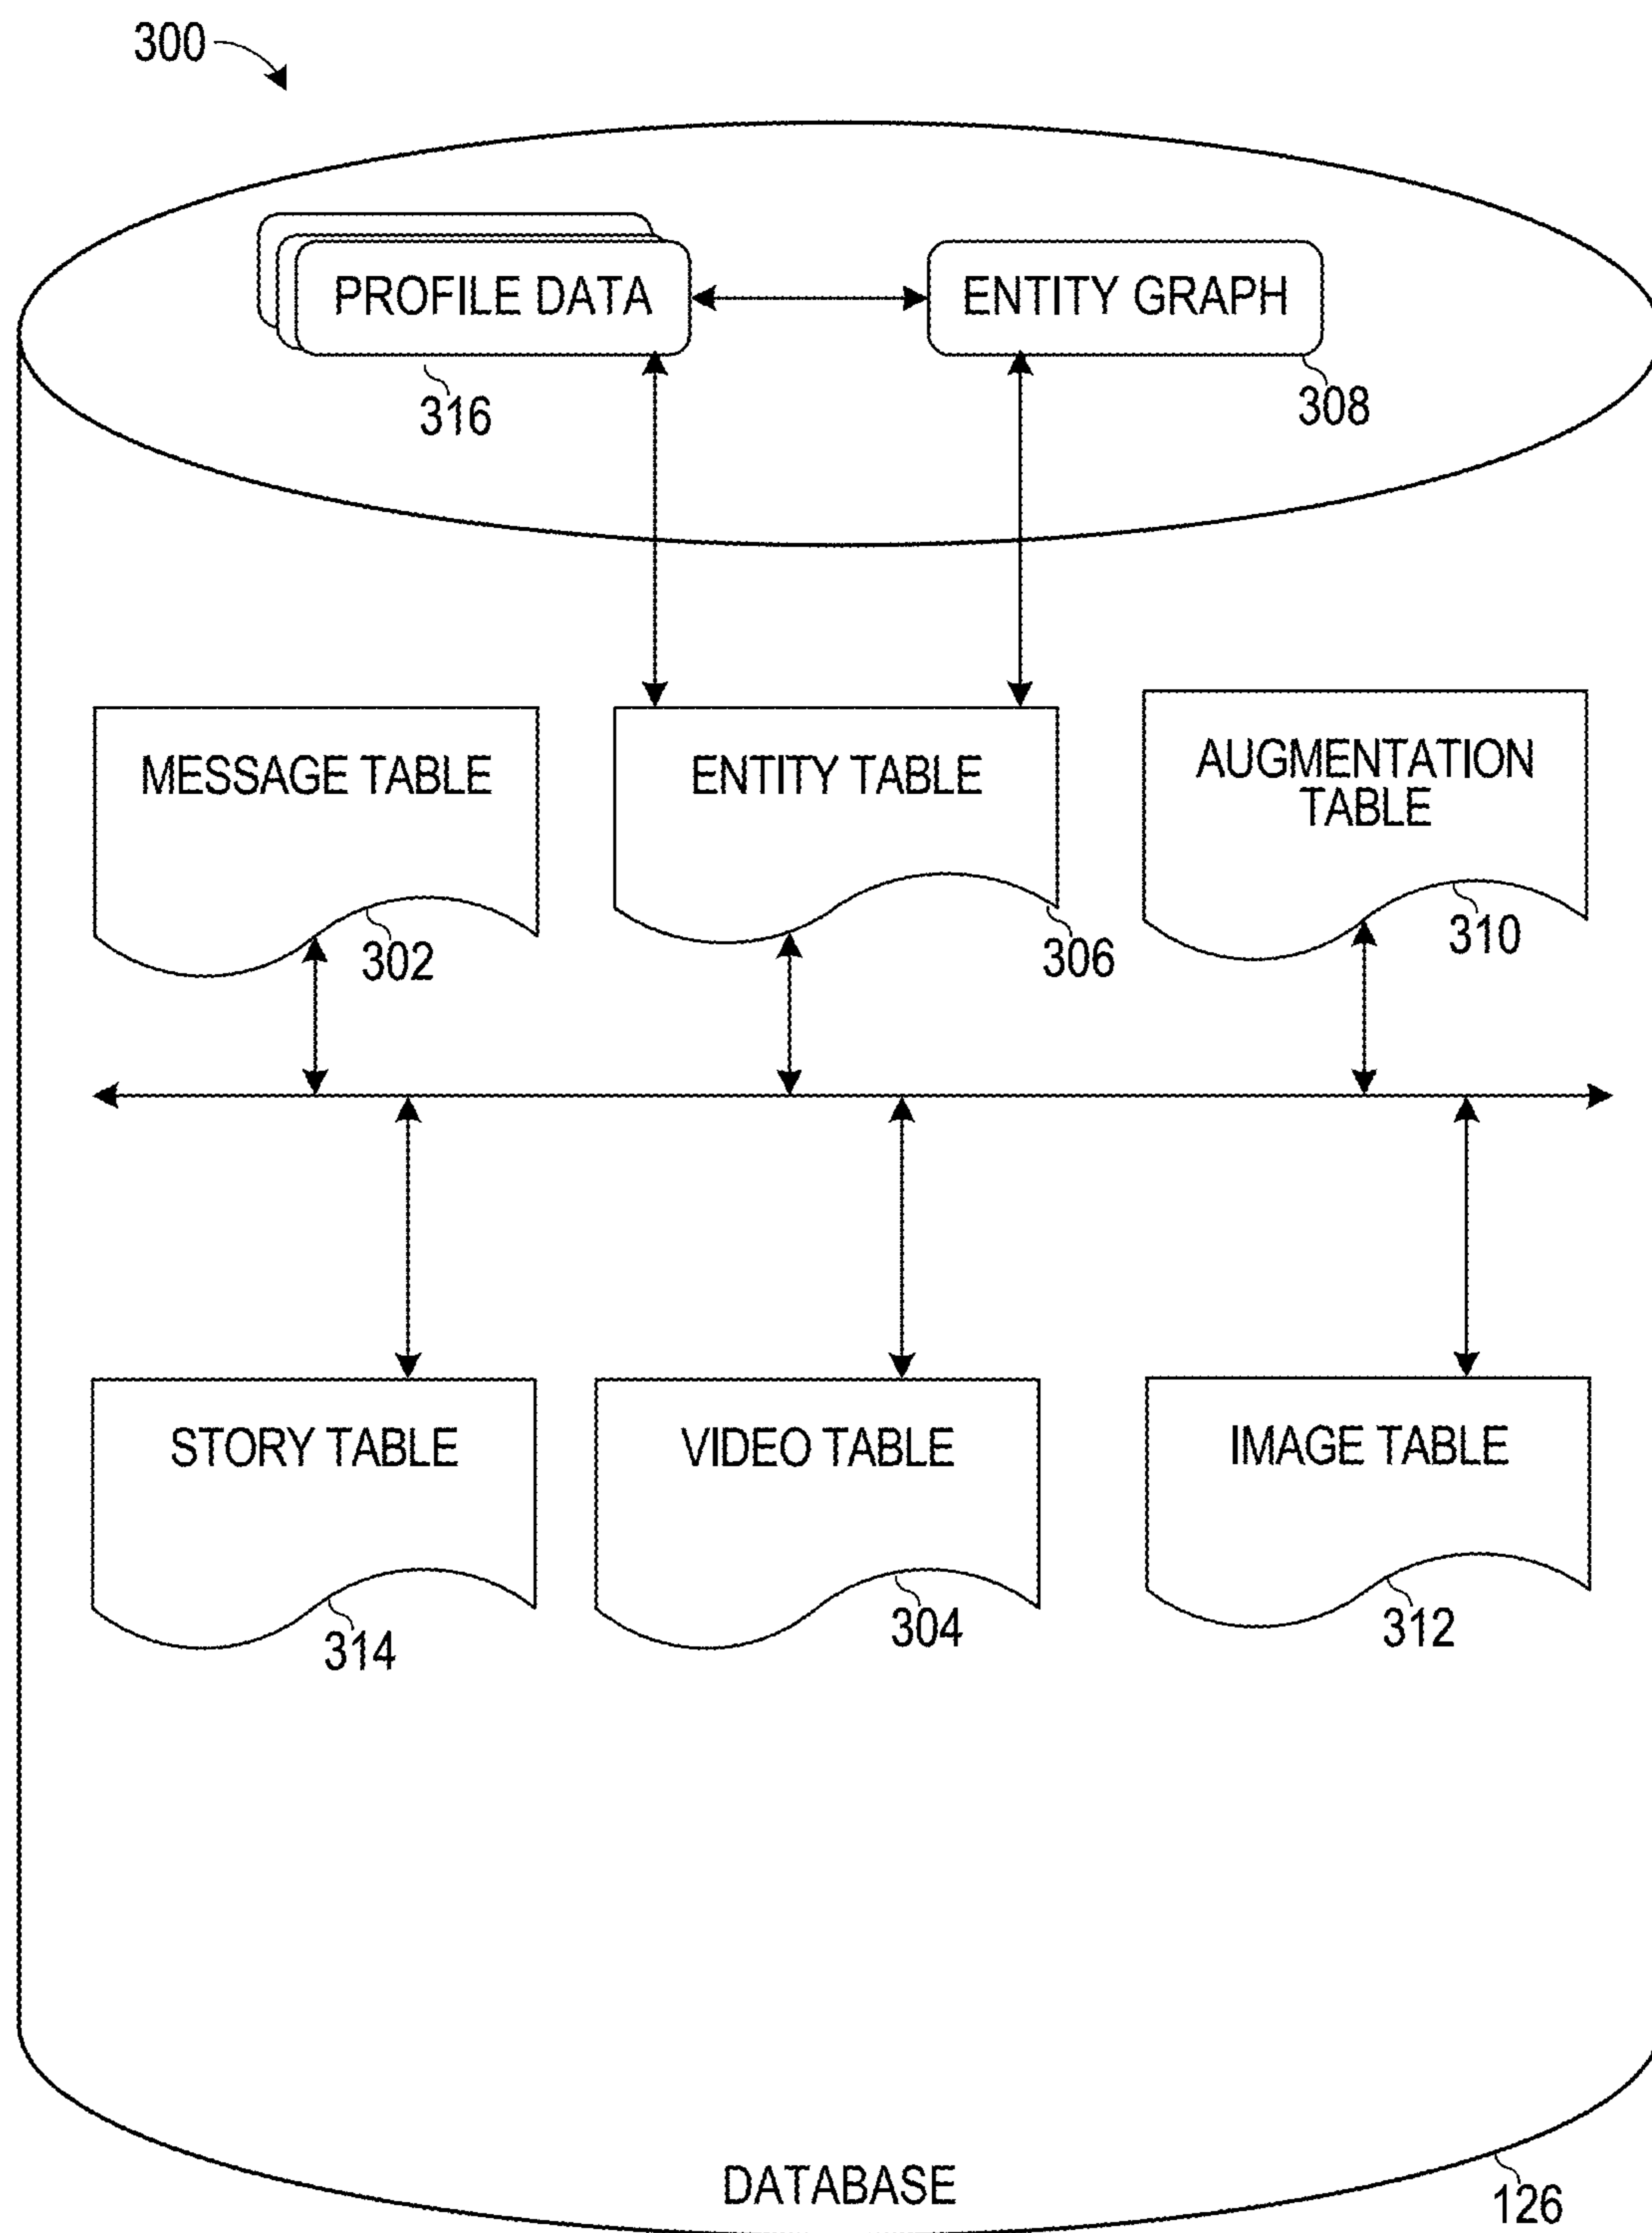 300
PROFILE DATA
ENTITY GRAPH
316
308
MESSAGE TABLE
ENTITY TABLE
AUGMENTATION
TABLE
302
306
310
STORY TABLE
VIDEO TABLE
IMAGE TABLE
314
304
312
DATABASE
126